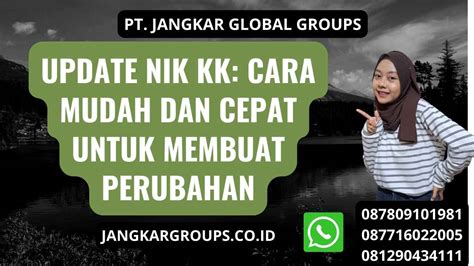 PT. JANGKAR GLOBAL GROUPS
UPDATE NIK KK: CARA
MUDAH DAN CEPAT
UNTUK MEMBUAT
PERUBAHAN
JANGKARGROUPS.CO.ID
087809101981
087716022005
081290434111